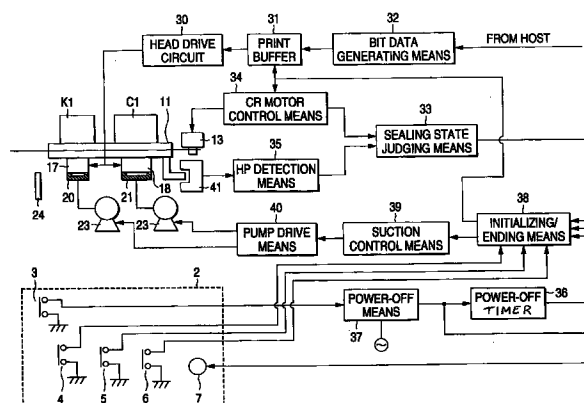 30
31
32
HEAD DRIVE
CIRCUIT
PRINT
BUFFER
BIT DATA
GENERATING MEANS
FROM HOST
34
K1
C1
11
CR MOTOR
CONTROL MEANS
33
13
35
SEALING STATE
JUDGING MEANS
17
18
HP DETECTION
MEANS
20
21
41
24
40
39
38
23
23
PUMP DRIVE
MEANS
SUCTION
CONTROL MEANS
INITIALIZING/
ENDING MEANS
3
2
36
POWER-OFF
MEANS
POWER-OFF
TIMER
37
4
5
6
7